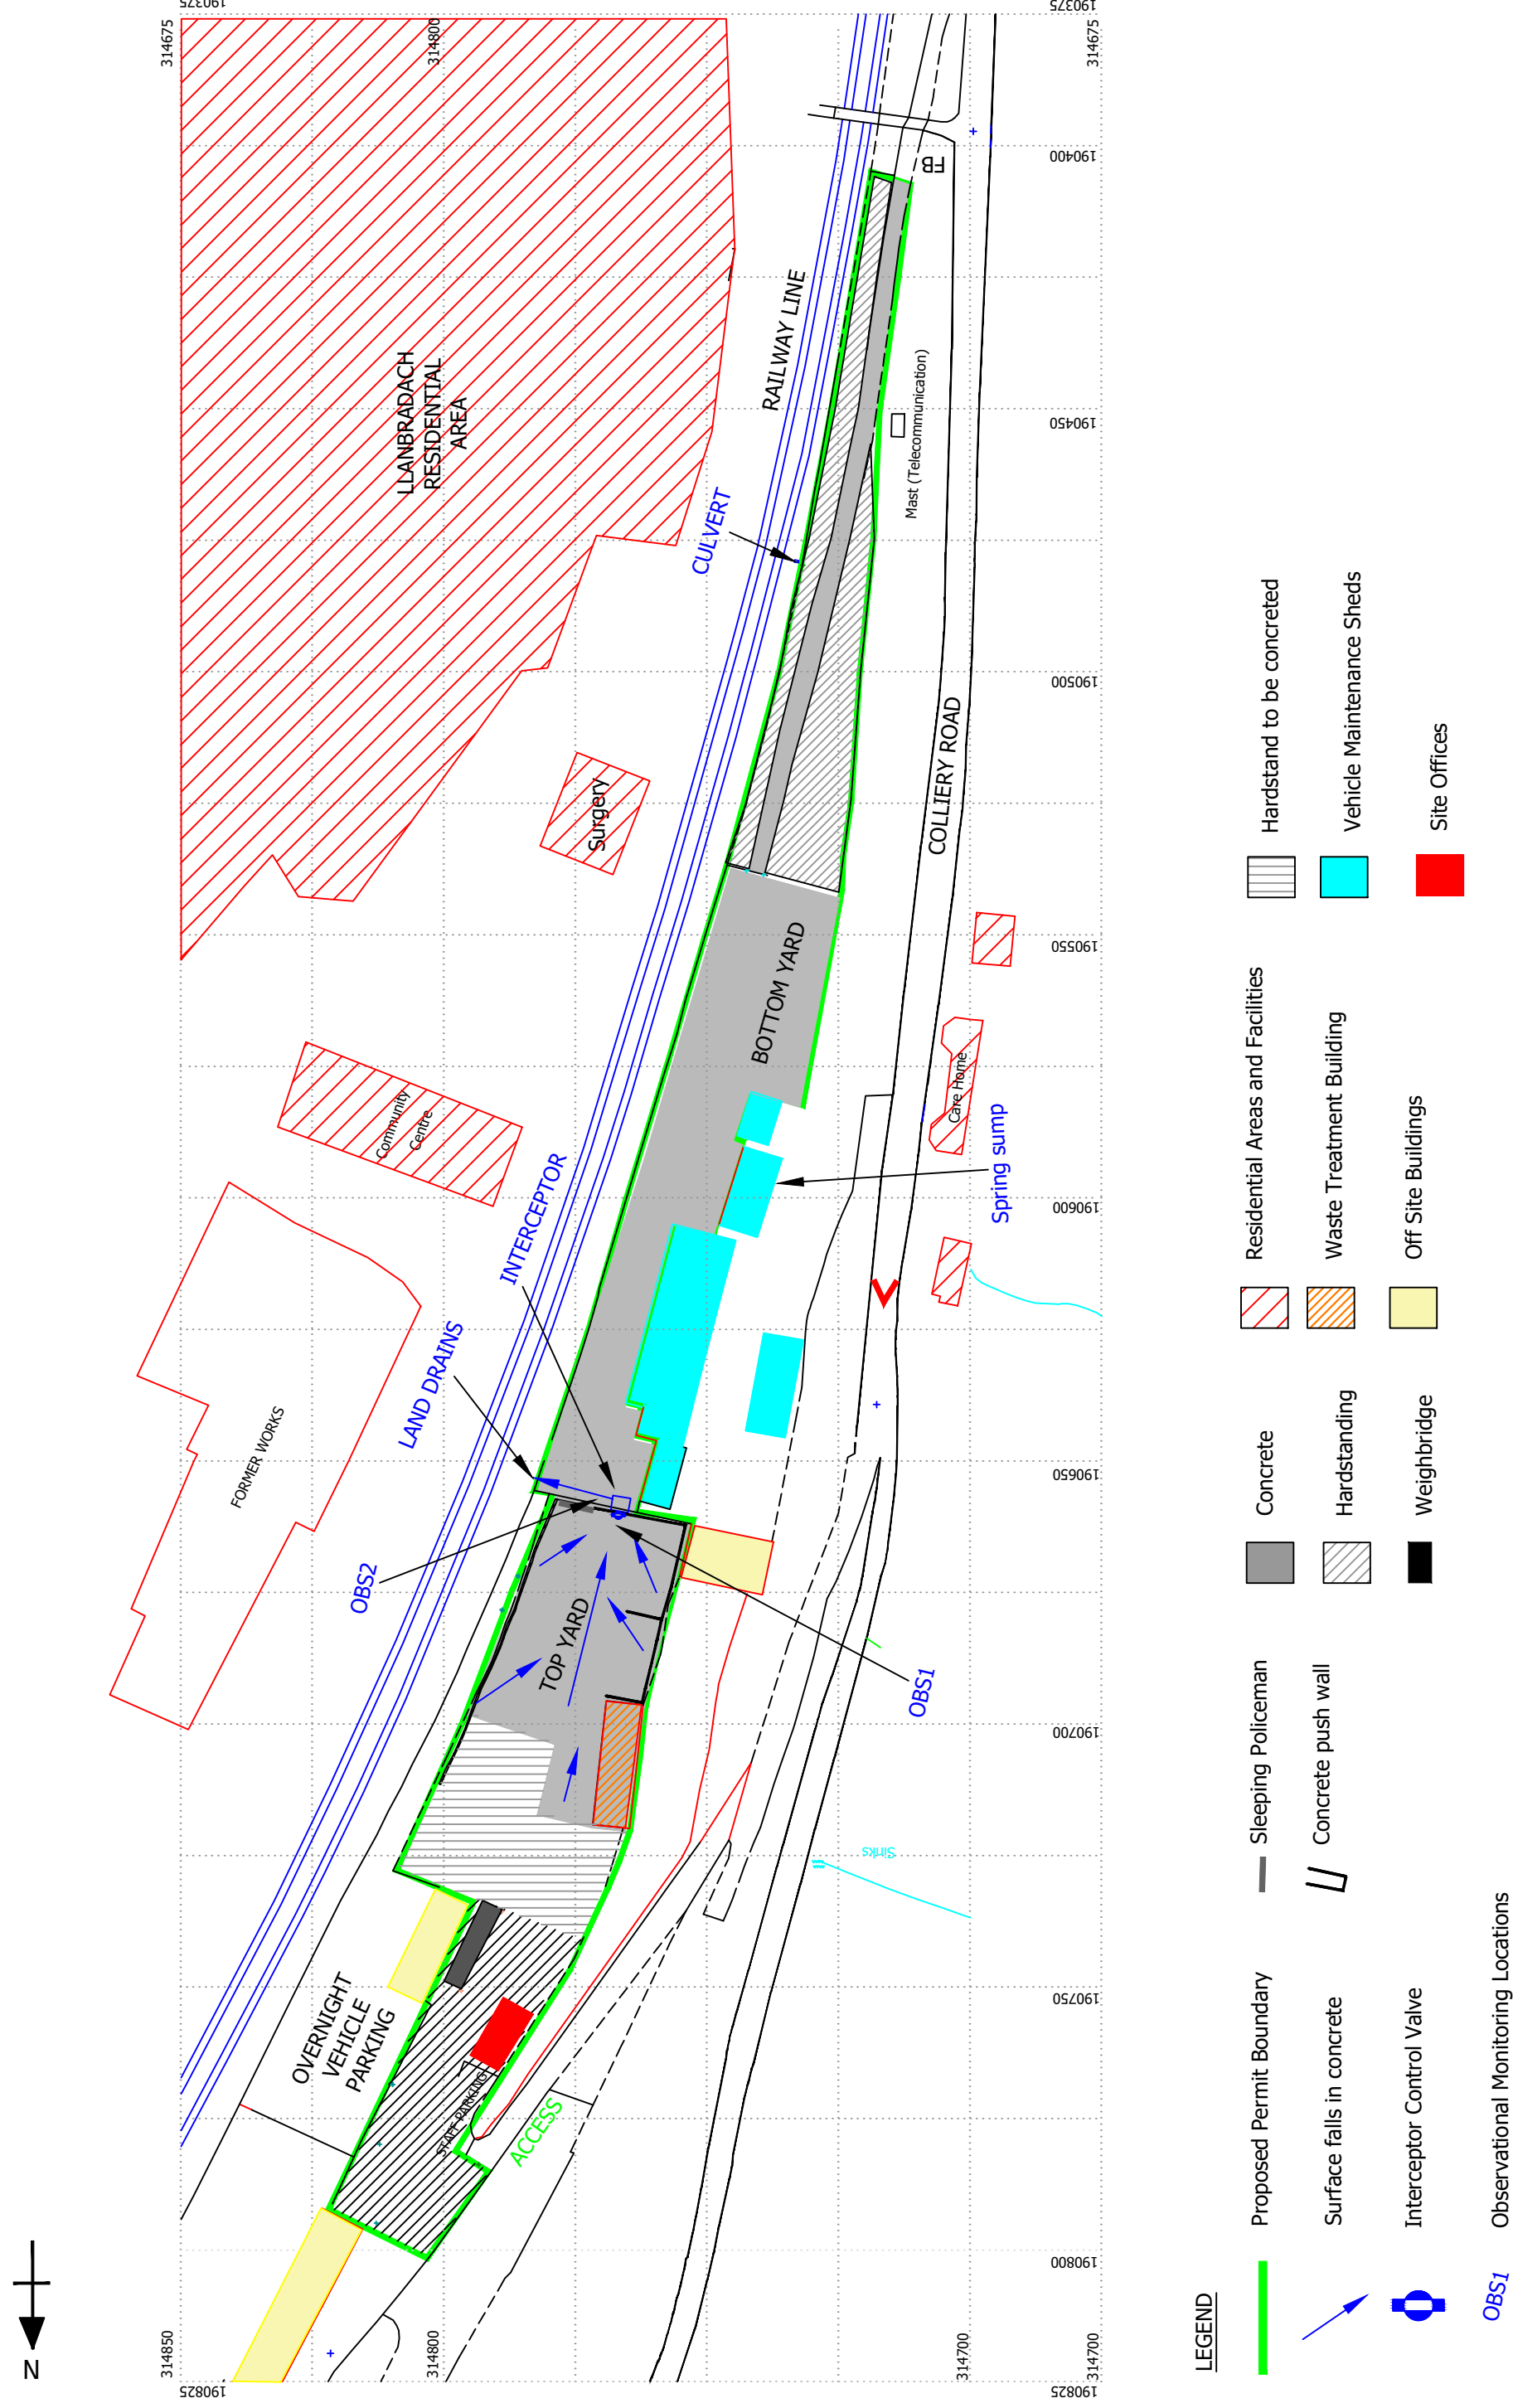 190375
314675
314800
190375
314675
LLANBRADACH
RESIDENTIAL
AREA
RAILWAY LINE
FB
190400
Mast (Telecommunication)
190450
CULVERT
190500
Surgery
COLLIERY ROAD
BOTTOM YARD
190550
Community
Centre
Care Home
Spring sump
190600
INTERCEPTOR
LAND DRAINS
FORMER WORKS
190650
OBS2
OBS1
TOP YARD
190700
Sinks
OVERNIGHT
VEHICLE
PARKING
190750
STAFF PARKING
ACCESS
190800
N
314850
314800
314700
314700
190825
190825
LEGEND
Proposed Permit Boundary
Surface falls in concrete
Interceptor Control Valve
OBS1
Observational Monitoring Locations
Sleeping Policeman
Concrete push wall
Concrete
Hardstanding
Weighbridge
Residential Areas and Facilities
Waste Treatment Building
Off Site Buildings
Hardstand to be concreted
Vehicle Maintenance Sheds
Site Offices